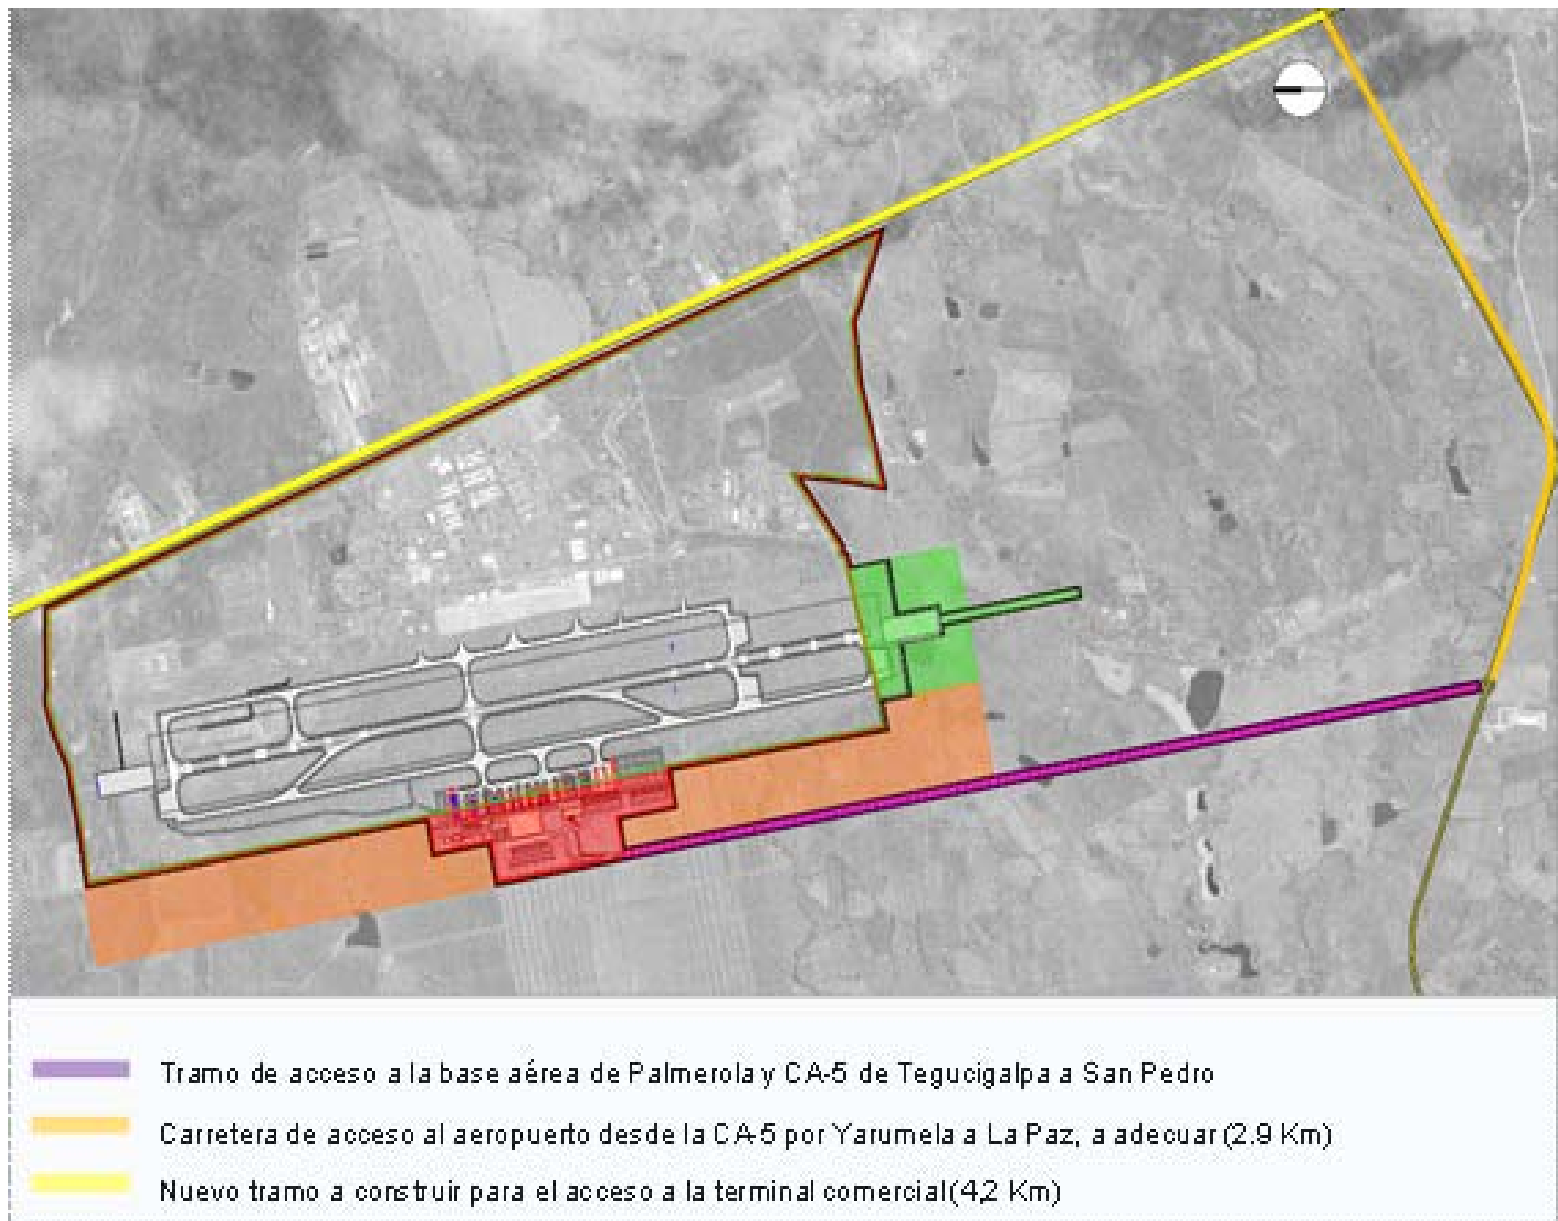 Tramo de acceso a la base aérea de Palmerola y CA-5 de Tegucigalpa a San Pedro
Carretera de acceso al aeropuerto desde la CA-5 por Yarumela a La Paz, a adecuar (2.9 Km)
Nuevo tramo a construir para el acceso a la terminal comercial (4,2 Km)